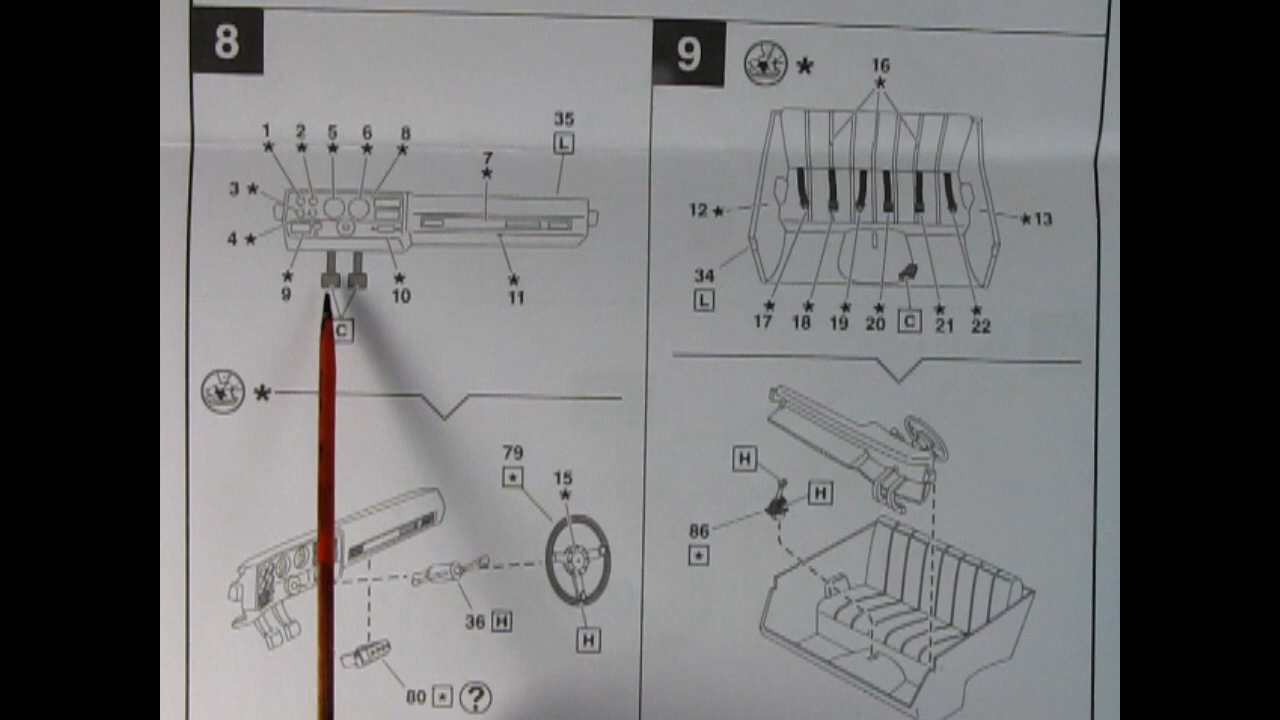 8
1 2 5 6 8
★ ★ ★ ★ ★
35
L
7
★
3 ★
4 ★
★
9
★
10
★
11
C
★
79
★
15
★
36 H
H
80 ★ ?
9
★
16
★
12 ★
★ 13
34
L
★ ★ ★ ★ ★ ★
17 18 19 20 C 21 22
H
H
86
★